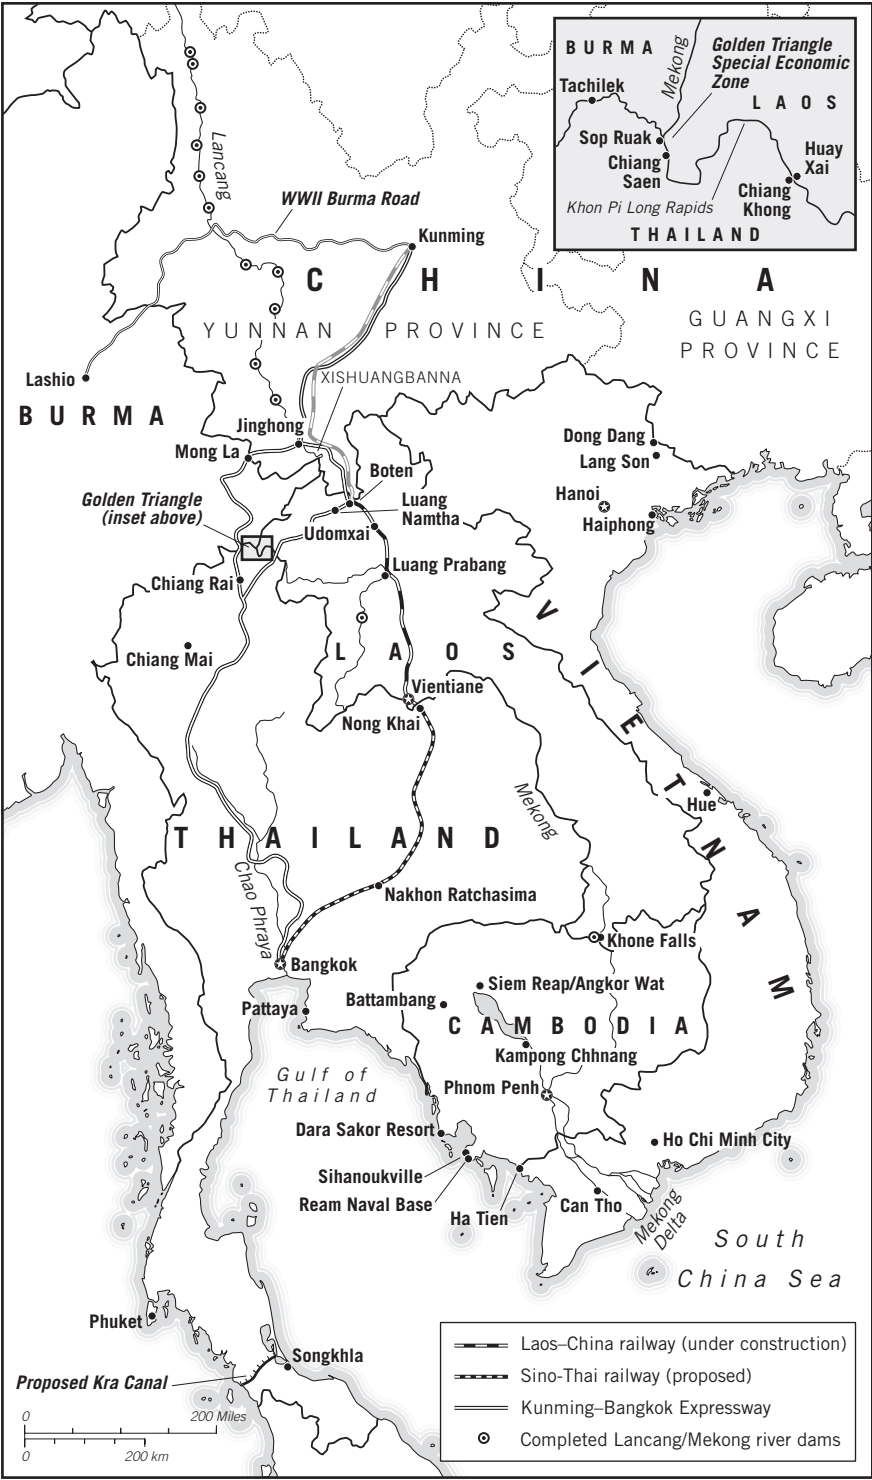 BURMA
Mekong
Golden Triangle
Special Economic
Zone
Tachilek
LAOS
Sop Ruak
Chiang
Saen
Huay
Xai
Khon Pi Long Rapids
Chiang
Khong
THAILAND
Lancang
WWII Burma Road
Kunming
CHINA
YUNNAN PROVINCE
GUANGXI
PROVINCE
Lashio
XISHUANGBANNA
BURMA
Jinghong
Mong La
Dong Dang
Lang Son
Boten
Golden Triangle
(inset above)
Luang
Namtha
Hanoi
Haiphong
Udomxai
Luang Prabang
Chiang Rai
VIETNAM
Chiang Mai
LAOS
Vientiane
Nong Khai
Mekong
Hue
THAILAND
Chao Phraya
Nakhon Ratchasima
Khone Falls
Bangkok
Siem Reap/Angkor Wat
Battambang
Pattaya
CAMBODIA
Kampong Chhnang
Gulf of
Thailand
Phnom Penh
Dara Sakor Resort
Ho Chi Minh City
Sihanoukville
Ream Naval Base
Ha Tien
Can Tho
Mekong
Delta
South
China Sea
Phuket
Songkhla
Proposed Kra Canal
0 200 Miles
0 200 km
Laos–China railway (under construction)
Sino-Thai railway (proposed)
Kunming–Bangkok Expressway
Completed Lancang/Mekong river dams